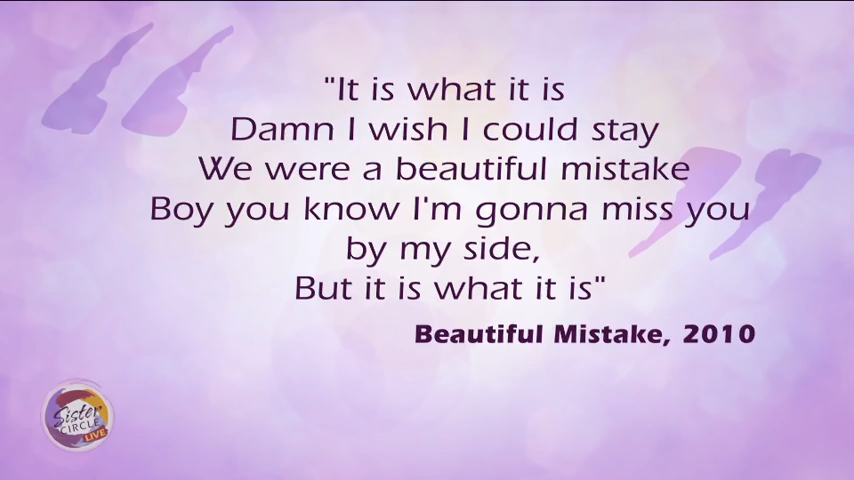 "It is what it is
Damn I wish I could stay
We were a beautiful mistake
Boy you know I'm gonna miss you
by my side,
But it is what it is"
Beautiful Mistake, 2010
Sister
CIRCLE
LIVE